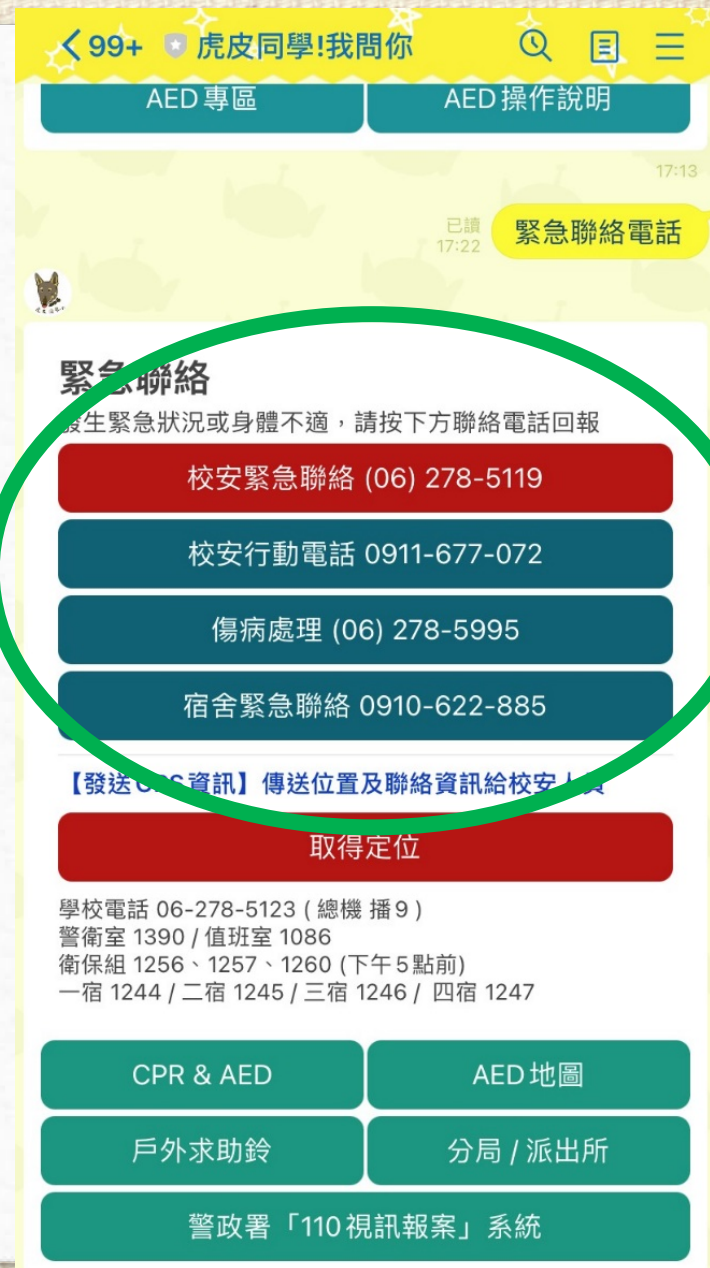 99+ 虎皮同學!我問你
AED專區 AED操作說明
17:13
已讀
17:22
緊急聯絡電話
緊急聯絡
發生緊急狀況或身體不適，請按下方聯絡電話回報
校安緊急聯絡 (06) 278-5119
校安行動電話 0911-677-072
傷病處理 (06) 278-5995
宿舍緊急聯絡 0910-622-885
【發送GPS資訊】傳送位置及聯絡資訊給校安人員
取得定位
學校電話 06-278-5123 ( 總機 播9 )
警衛室 1390 / 值班室 1086
衛保組 1256、1257、1260 (下午5點前)
一宿 1244 / 二宿 1245 / 三宿 1246 / 四宿 1247
CPR & AED AED地圖
戶外求助鈴 分局 / 派出所
警政署「110視訊報案」系統